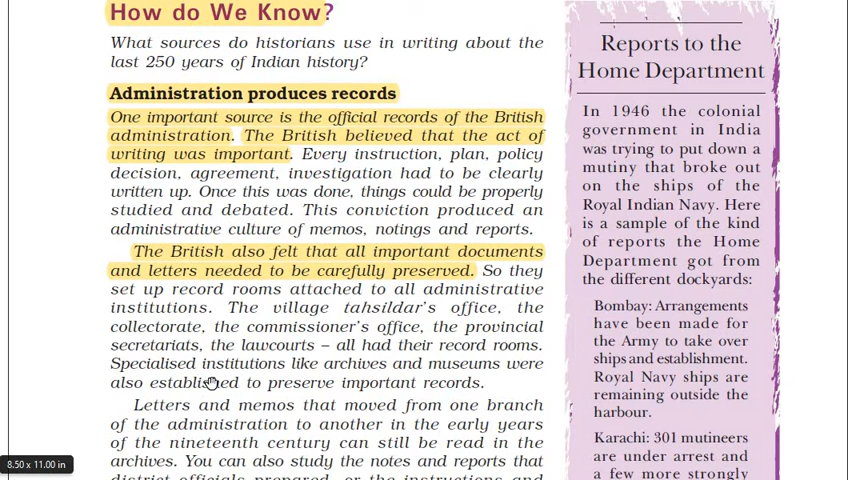 How do We Know?
What sources do historians use in writing about the
last 250 years of Indian history?
Administration produces records
One important source is the official records of the British
administration. The British believed that the act of
writing was important. Every instruction, plan, policy
decision, agreement, investigation had to be clearly
written up. Once this was done, things could be properly
studied and debated. This conviction produced an
administrative culture of memos, notings and reports.
The British also felt that all important documents
and letters needed to be carefully preserved. So they
set up record rooms attached to all administrative
institutions. The village tahsildar’s office, the
collectorate, the commissioner’s office, the provincial
secretariats, the lawcourts – all had their record rooms.
Specialised institutions like archives and museums were
also established to preserve important records.
Letters and memos that moved from one branch
of the administration to another in the early years
of the nineteenth century can still be read in the
archives. You can also study the notes and reports that
district officials prepared, or the instructions and
Reports to the
Home Department
In 1946 the colonial
government in India
was trying to put down a
mutiny that broke out
on the ships of the
Royal Indian Navy. Here
is a sample of the kind
of reports the Home
Department got from
the different dockyards:
Bombay: Arrangements
have been made for
the Army to take over
ships and establishment.
Royal Navy ships are
remaining outside the
harbour.
Karachi: 301 mutineers
are under arrest and
a few more strongly
8.50 x 11.00 in